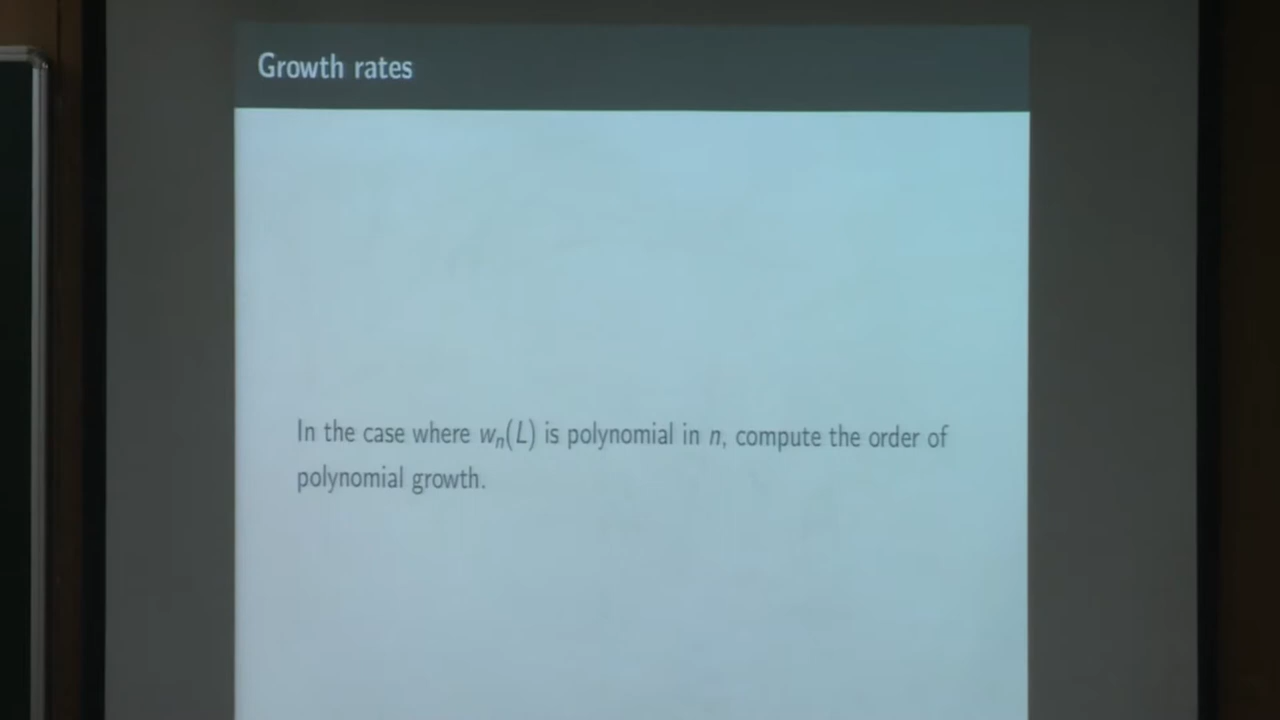 Growth rates
In the case where wₙ(L) is polynomial in n, compute the order of
polynomial growth.